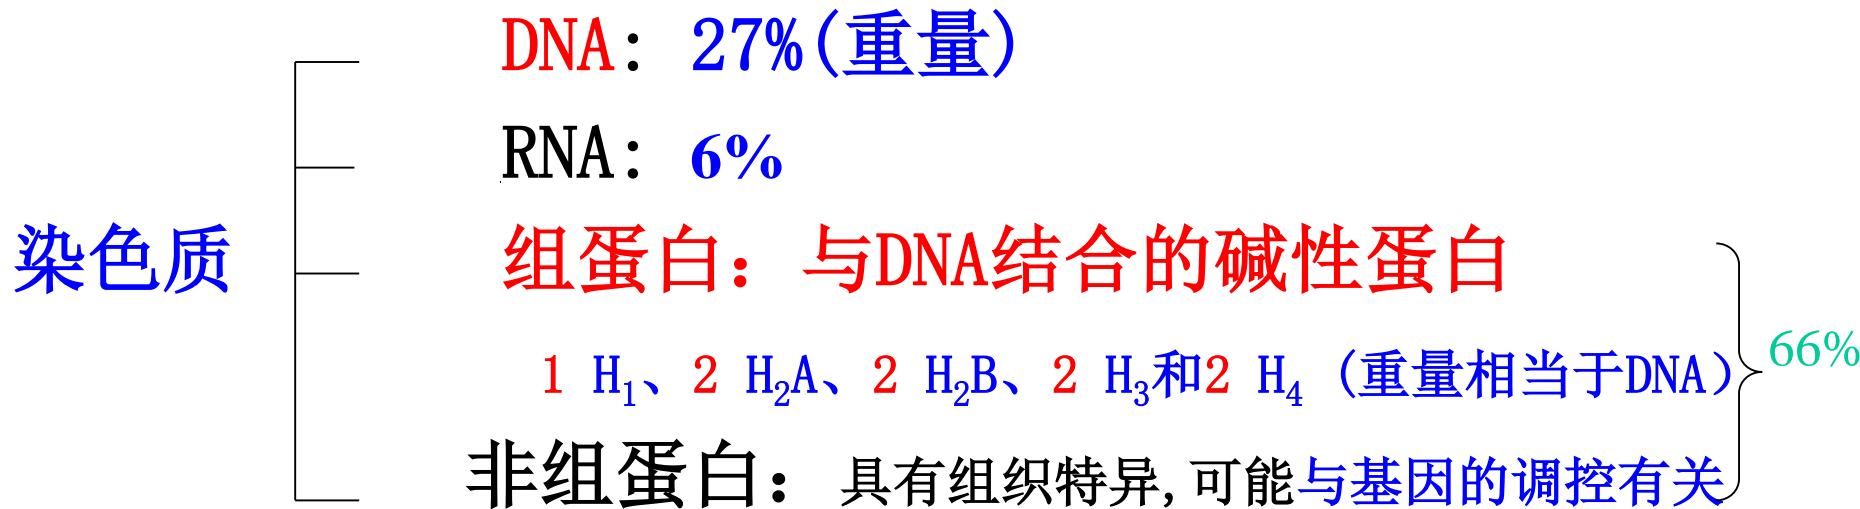 DNA: 27%(重量)
RNA: 6%
染色质
组蛋白: 与DNA结合的碱性蛋白
1 H₁、2 H₂A、2 H₂B、2 H₃和2 H₄ (重量相当于DNA)
66%
非组蛋白: 具有组织特异,可能与基因的调控有关